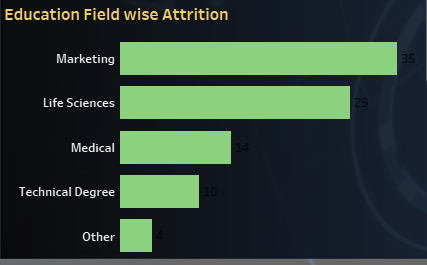 Education Field wise Attrition
Marketing 35
Life Sciences 29
Medical 14
Technical Degree 10
Other 4